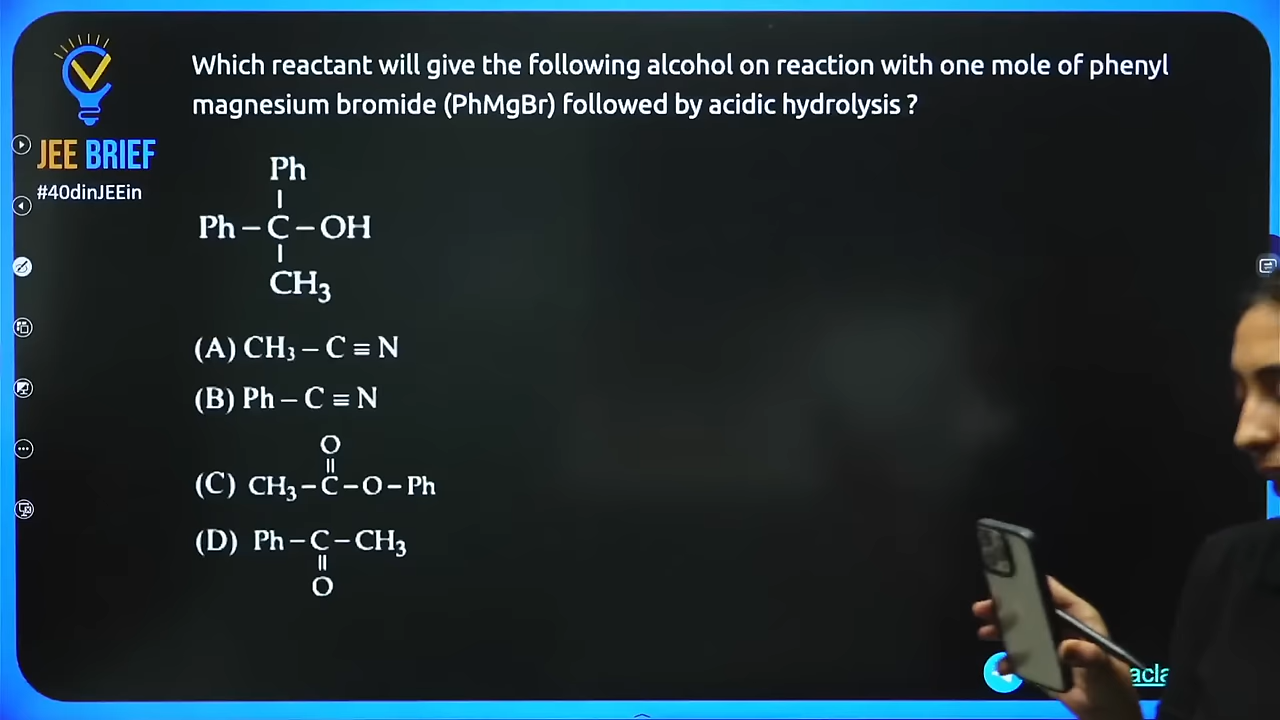 Which reactant will give the following alcohol on reaction with one mole of phenyl
magnesium bromide (PhMgBr) followed by acidic hydrolysis ?
JEE BRIEF
#40dinJEEin
Ph
Ph – C – OH
CH₃
(A) CH₃ – C ≡ N
(B) Ph – C ≡ N
O
(C) CH₃ – C – O – Ph
(D) Ph – C – CH₃
O